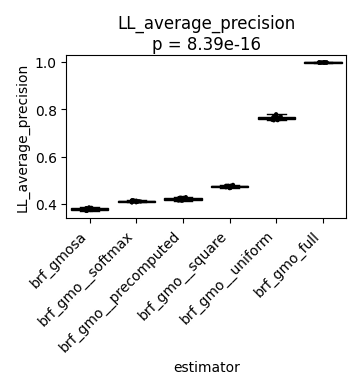 LL_average_precision
p = 8.39e-16
LL_average_precision
1.0
0.8
0.6
0.4
brf_gmosa
brf_gmo__softmax
brf_gmo__precomputed
brf_gmo__square
brf_gmo__uniform
brf_gmo_full
estimator